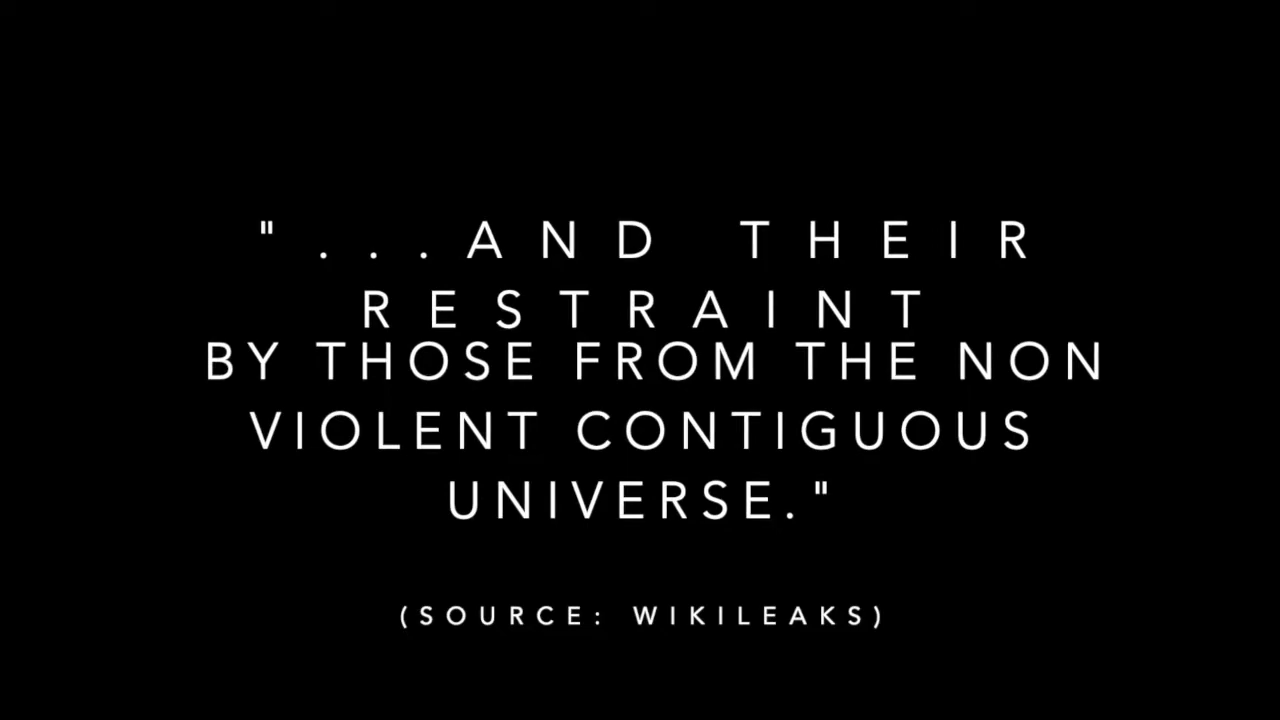 "...AND THEIR
RESTRAINT
BY THOSE FROM THE NON
VIOLENT CONTIGUOUS
UNIVERSE."
(SOURCE: WIKILEAKS)